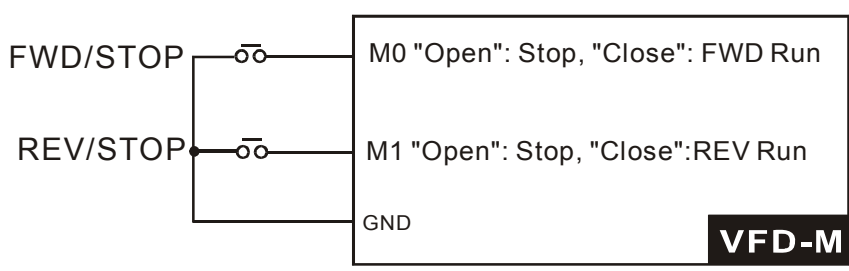 FWD/STOP
M0 "Open": Stop, "Close": FWD Run
REV/STOP
M1 "Open": Stop, "Close":REV Run
GND
VFD-M